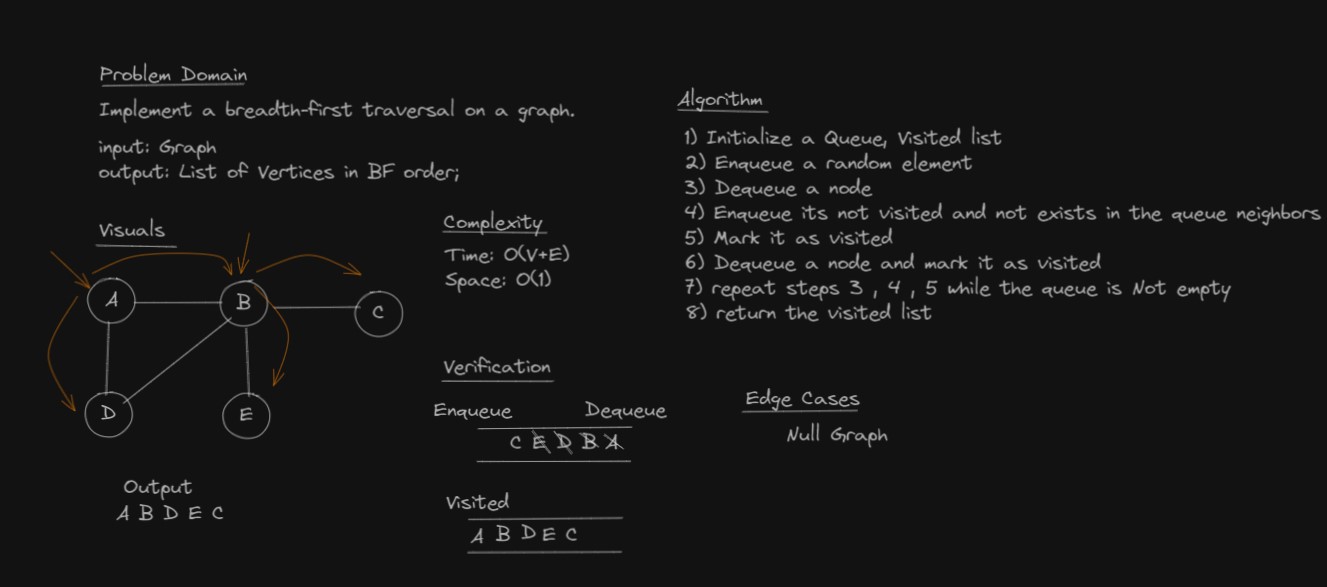 Problem Domain
Implement a breadth-first traversal on a graph.
input: Graph
output: List of Vertices in BF order;
Visuals
A
B
C
D
E
Output
A B D E C
Complexity
Time: O(V+E)
Space: O(1)
Verification
Enqueue Dequeue
C E D B A
Visited
A B D E C
Algorithm
1) Initialize a Queue, Visited list
2) Enqueue a random element
3) Dequeue a node
4) Enqueue its not visited and not exists in the queue neighbors
5) Mark it as visited
6) Dequeue a node and mark it as visited
7) repeat steps 3 , 4 , 5 while the queue is Not empty
8) return the visited list
Edge Cases
Null Graph